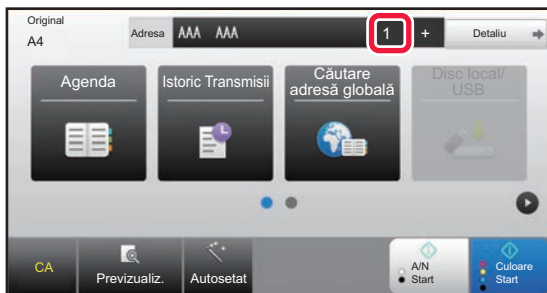 Original
A4
Adresa
AAA AAA
1
+
Detaliu
Agenda
Istoric Transmisii
Căutare
adresă globală
Disc local/
USB
CA
Previzualiz.
Autosetat
A/N
Start
Culoare
Start